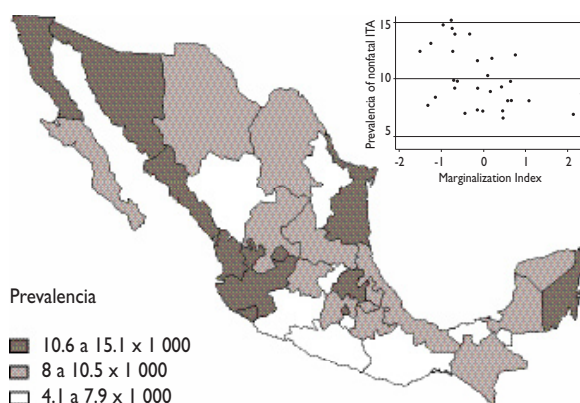 Prevalencia of nonfatal ITA
15
10
5
-2 -1 0 1 2
Marginalization Index
Prevalencia
10.6 a 15.1 x 1 000
8 a 10.5 x 1 000
4.1 a 7.9 x 1 000